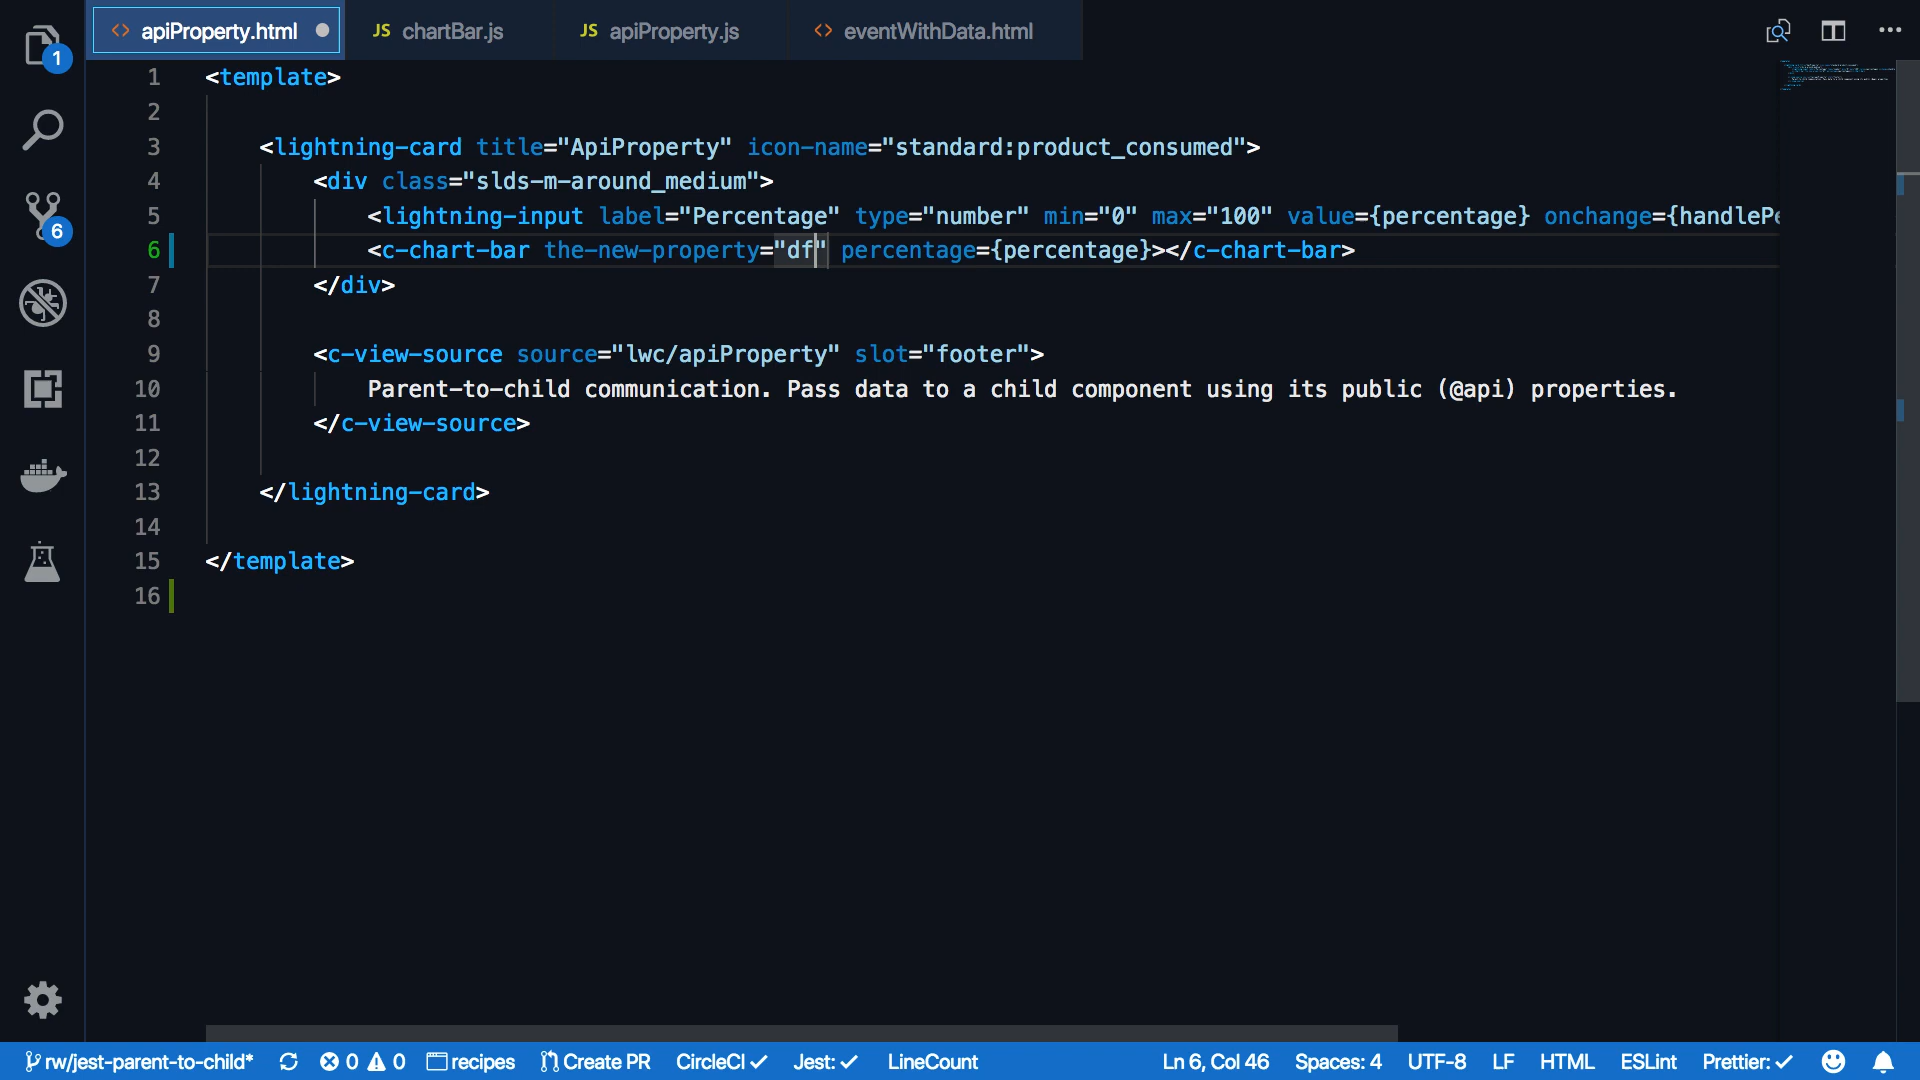 apiProperty.html
JS chartBar.js
JS apiProperty.js
eventWithData.html
1
6
1 <template>
2
3 <lightning-card title="ApiProperty" icon-name="standard:product_consumed">
4 <div class="slds-m-around_medium">
5 <lightning-input label="Percentage" type="number" min="0" max="100" value={percentage} onchange={handlePe
6 <c-chart-bar the-new-property="df" percentage={percentage}></c-chart-bar>
7 </div>
8
9 <c-view-source source="lwc/apiProperty" slot="footer">
10 Parent-to-child communication. Pass data to a child component using its public (@api) properties.
11 </c-view-source>
12
13 </lightning-card>
14
15 </template>
16
rw/jest-parent-to-child* 0 0 recipes Create PR CircleCI ✓ Jest: ✓ LineCount Ln 6, Col 46 Spaces: 4 UTF-8 LF HTML ESLint Prettier: ✓